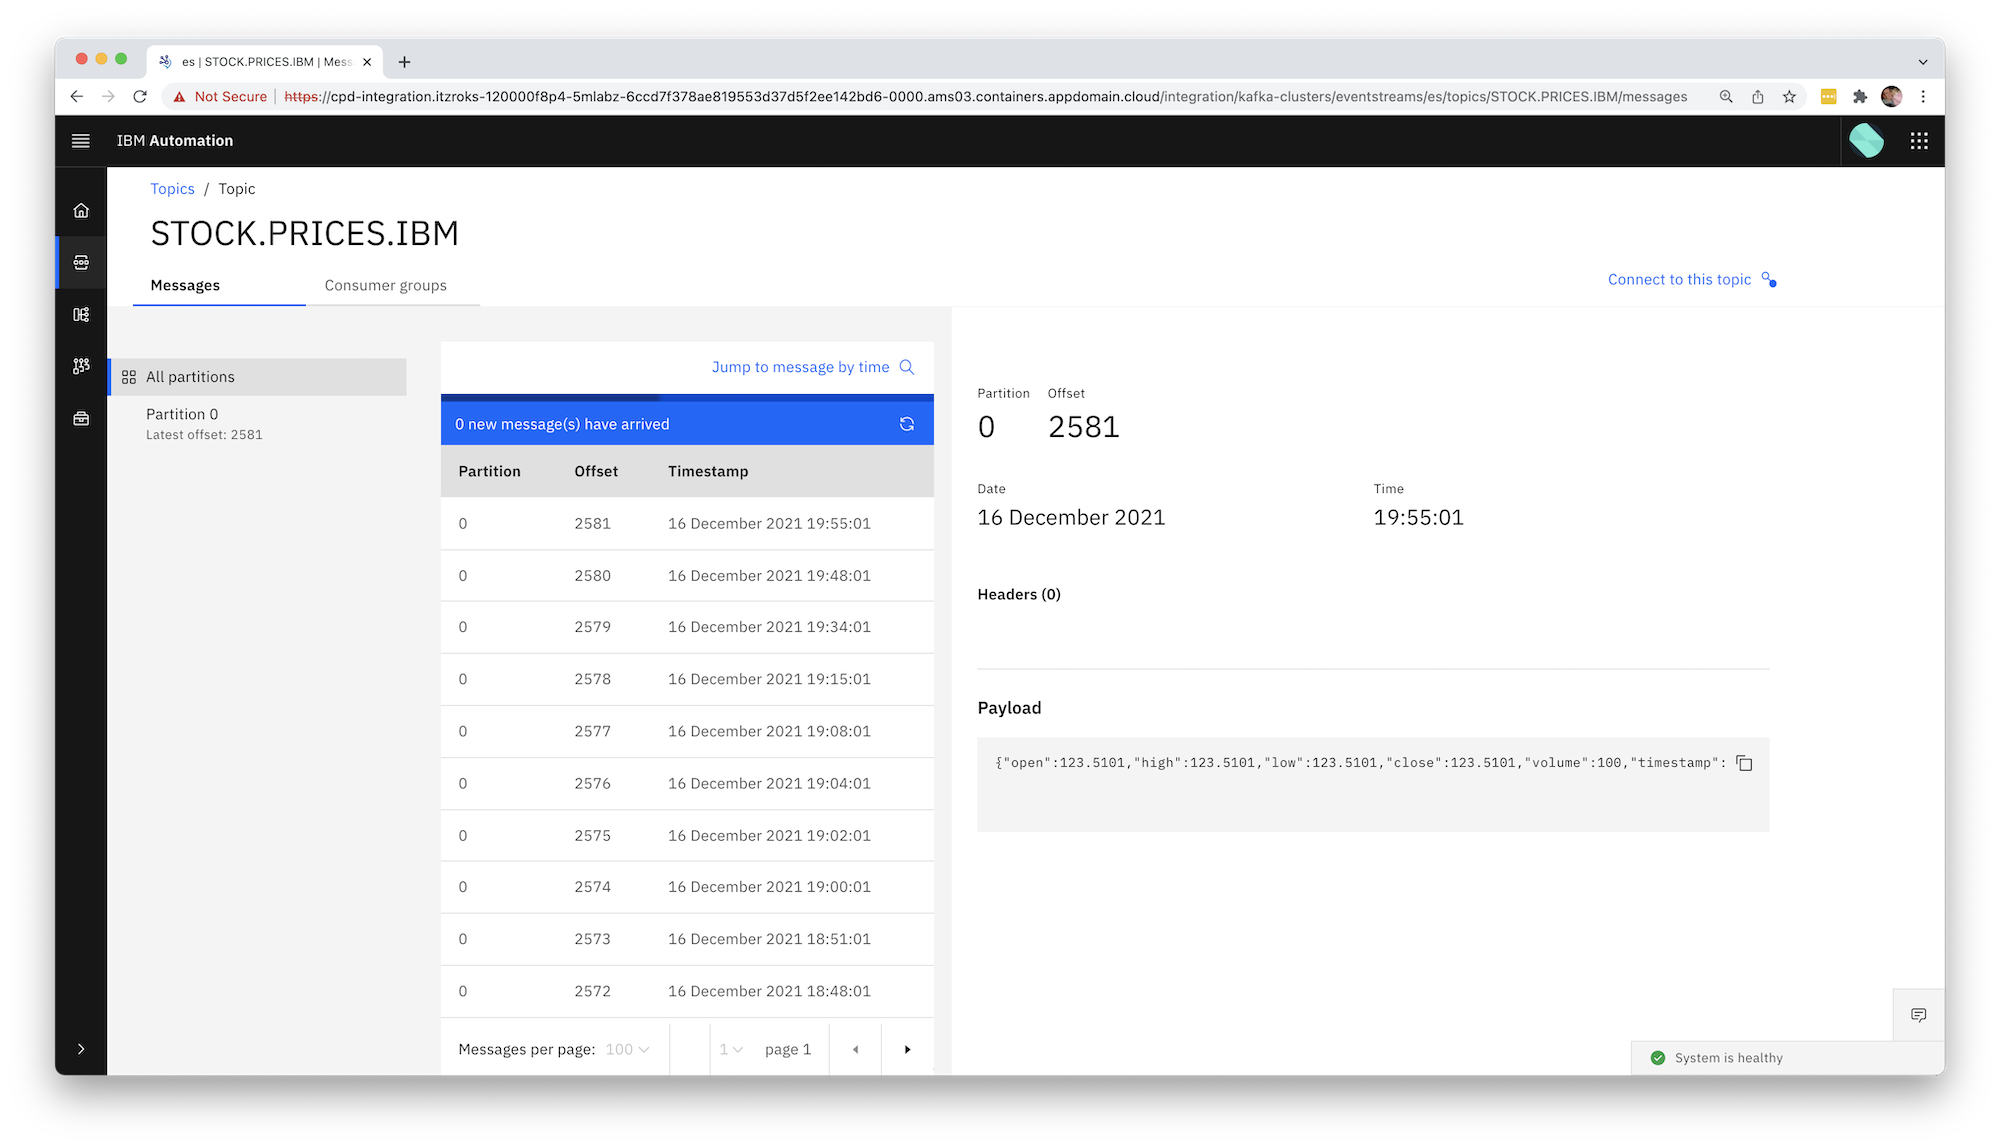 es | STOCK.PRICES.IBM | Mess
Not Secure
https://cpd-integration.itzroks-120000f8p4-5mlabz-6ccd7f378ae819553d37d5f2ee142bd6-0000.ams03.containers.appdomain.cloud/integration/kafka-clusters/eventstreams/es/topics/STOCK.PRICES.IBM/messages
IBM Automation
Topics / Topic
STOCK.PRICES.IBM
Messages
Consumer groups
Connect to this topic
All partitions
Partition 0
Latest offset: 2581
Jump to message by time
0 new message(s) have arrived
Partition Offset Timestamp
0 2581 16 December 2021 19:55:01
0 2580 16 December 2021 19:48:01
0 2579 16 December 2021 19:34:01
0 2578 16 December 2021 19:15:01
0 2577 16 December 2021 19:08:01
0 2576 16 December 2021 19:04:01
0 2575 16 December 2021 19:02:01
0 2574 16 December 2021 19:00:01
0 2573 16 December 2021 18:51:01
0 2572 16 December 2021 18:48:01
Messages per page: 100 1 page 1
Partition Offset
0 2581
Date Time
16 December 2021 19:55:01
Headers (0)
Payload
{"open":123.5101,"high":123.5101,"low":123.5101,"close":123.5101,"volume":100,"timestamp":
System is healthy